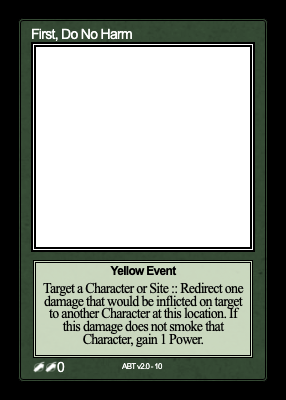 First, Do No Harm
Yellow Event
Target a Character or Site :: Redirect one
damage that would be inflicted on target
to another Character at this location. If
this damage does not smoke that
Character, gain 1 Power.
0
ABT v2.0 - 10